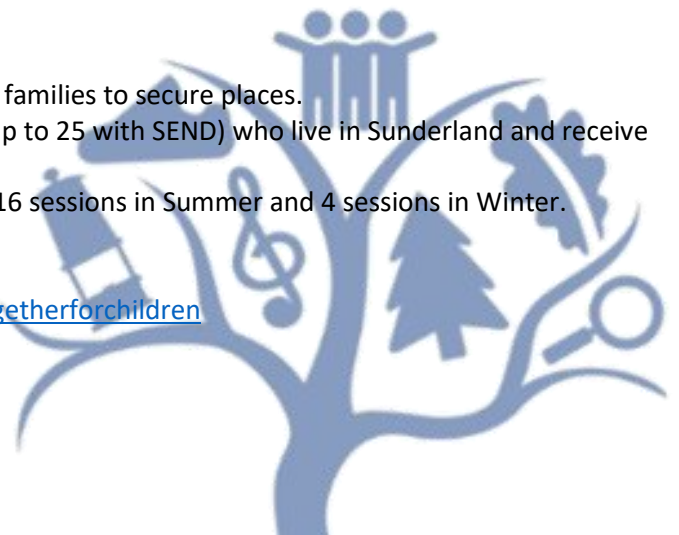 families to secure places.
p to 25 with SEND) who live in Sunderland and receive
16 sessions in Summer and 4 sessions in Winter.
getherforchildren